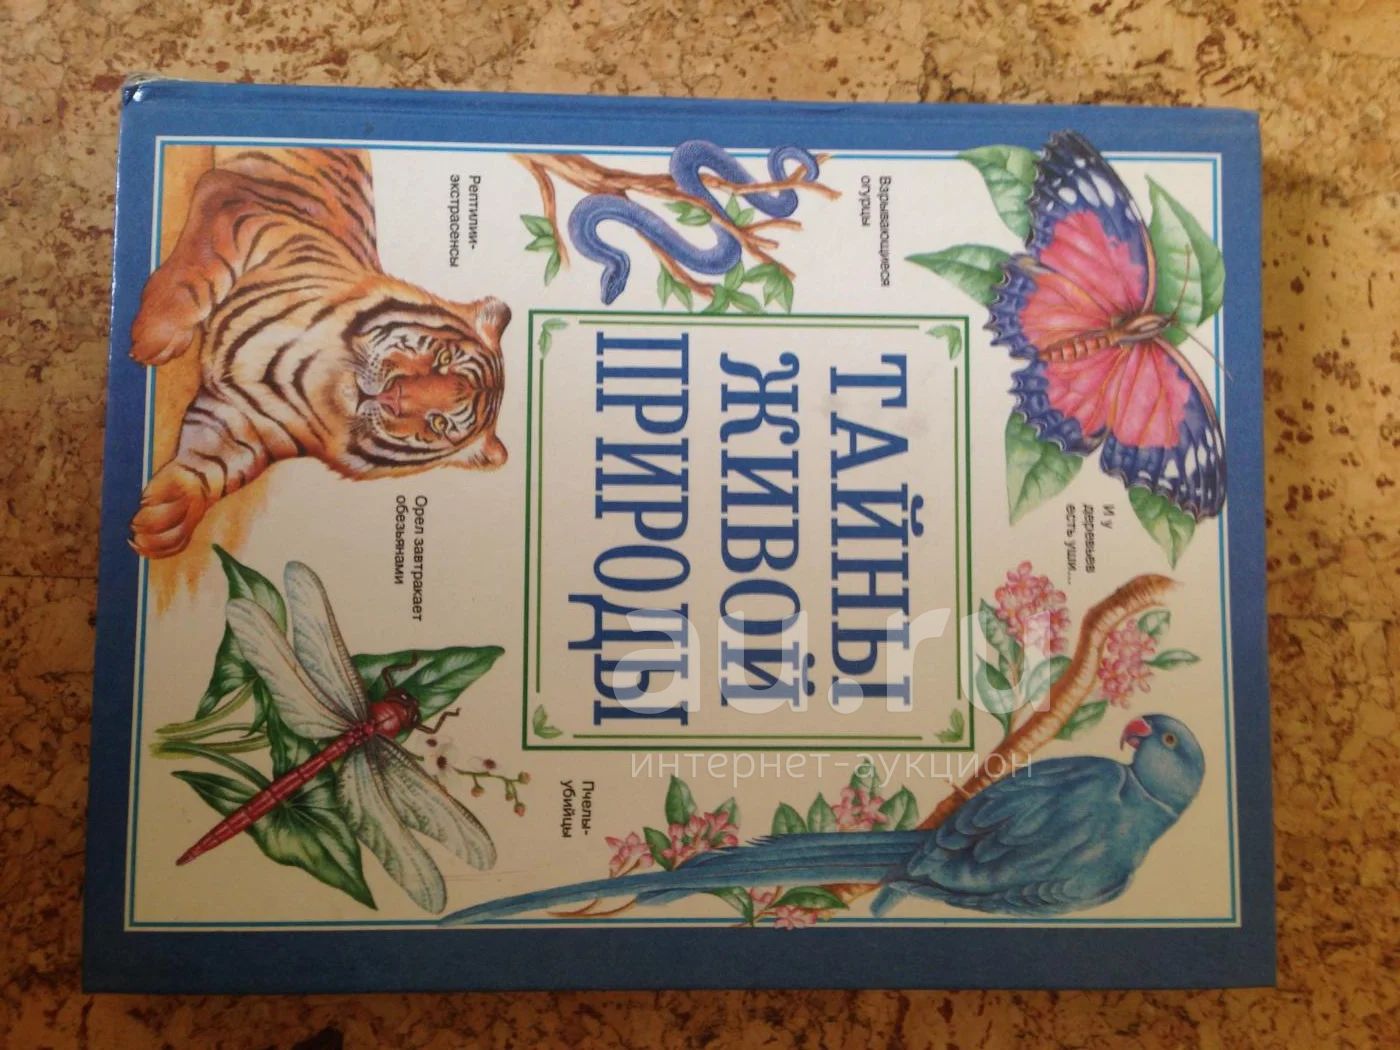 И у
деревьев
есть уши...
Взрывающиеся
огурцы
ТАЙНЫ
ЖИВОЙ
ПРИРОДЫ
Пчелы-
убийцы
Рептилии-
экстрасенсы
Орел завтракает
обезьянами
au.ru
интернет-аукцион